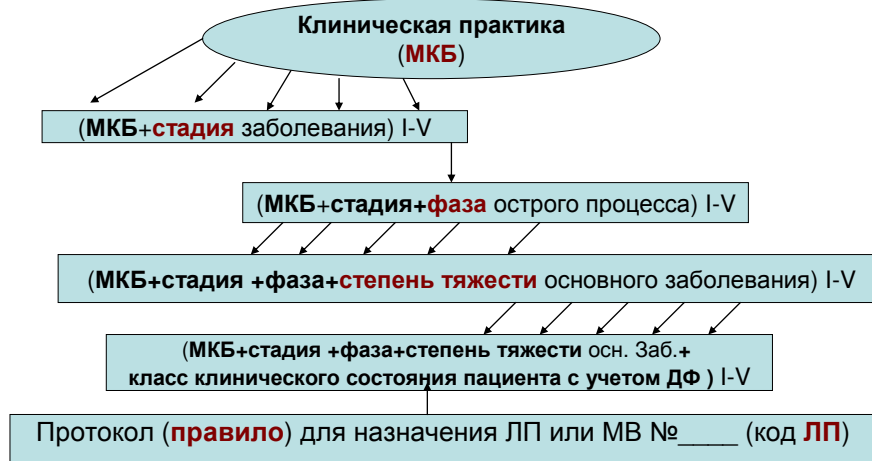 Клиническая практика
(МКБ)
(МКБ+стадия заболевания) I-V
(МКБ+стадия+фаза острого процесса) I-V
(МКБ+стадия +фаза+степень тяжести основного заболевания) I-V
(МКБ+стадия +фаза+степень тяжести осн. Заб.+
класс клинического состояния пациента с учетом ДФ ) I-V
Протокол (правило) для назначения ЛП или МВ №____ (код ЛП)